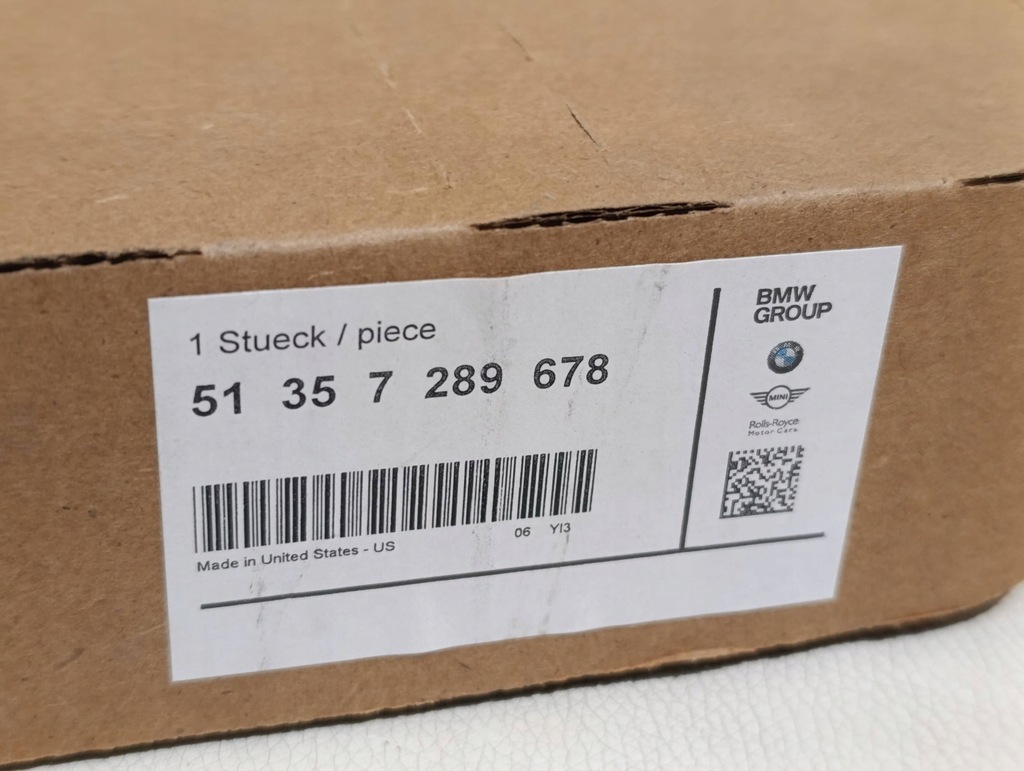 1 Stueck / piece
51 35 7 289 678
06 YI3
Made in United States - US
BMW
GROUP
MINI
Rolls-Royce
Motor Cars